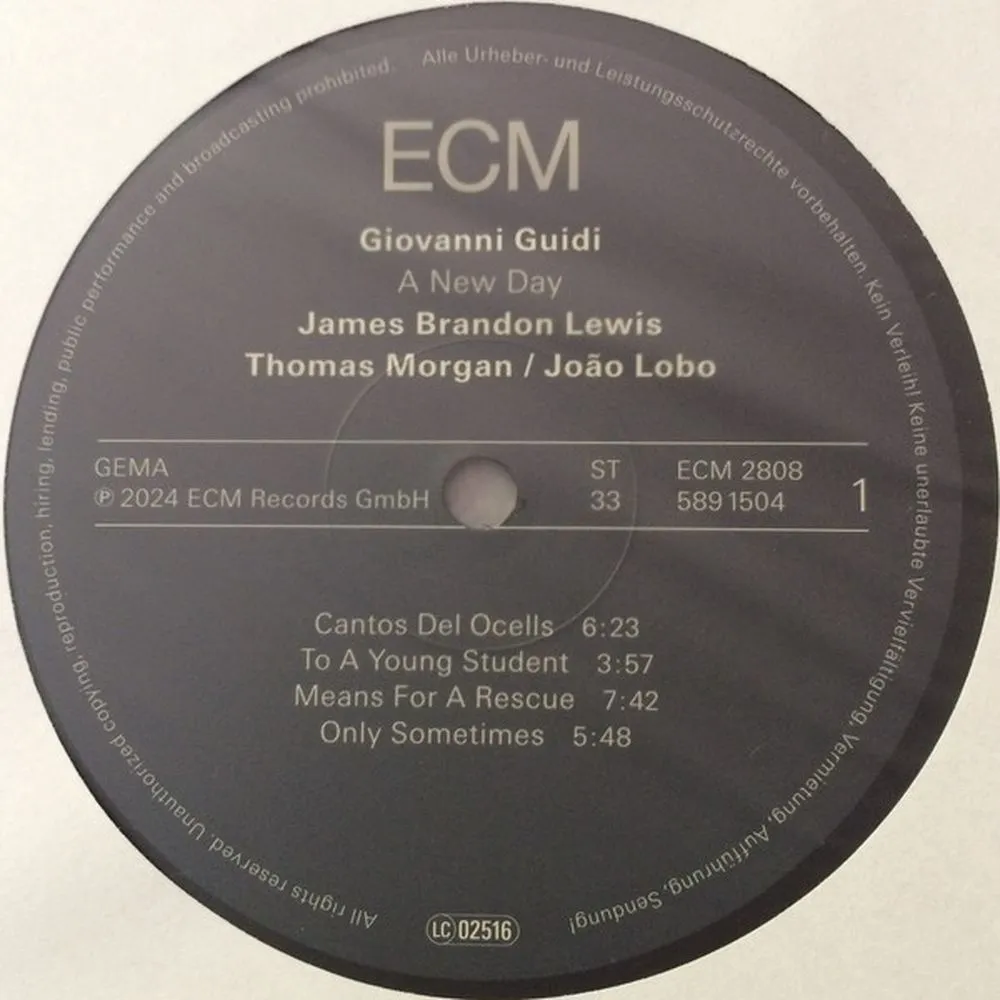 ECM
Giovanni Guidi
A New Day
James Brandon Lewis
Thomas Morgan / João Lobo
GEMA
℗ 2024 ECM Records GmbH
ST
33
ECM 2808
589 1504
1
Cantos Del Ocells 6:23
To A Young Student 3:57
Means For A Rescue 7:42
Only Sometimes 5:48
LC 02516
Alle Urheber- und Leistungsschutzrechte vorbehalten. Kein Verleih! Keine unerlaubte Vervielfältigung, Vermietung, Aufführung, Sendung!
All rights reserved. Unauthorized copying, reproduction, hiring, lending, public performance and broadcasting prohibited.